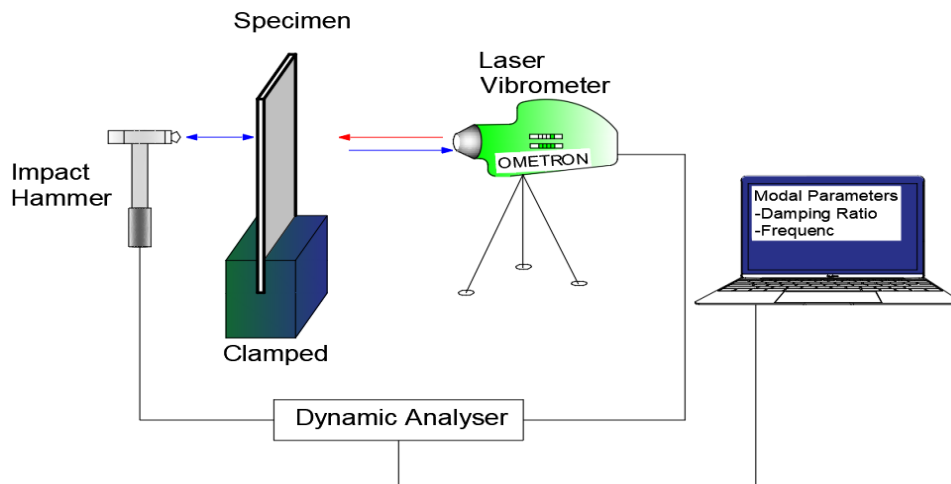 Specimen
Laser
Vibrometer
Impact
Hammer
OMETRON
Modal Parameters
-Damping Ratio
-Frequenc
Clamped
Dynamic Analyser